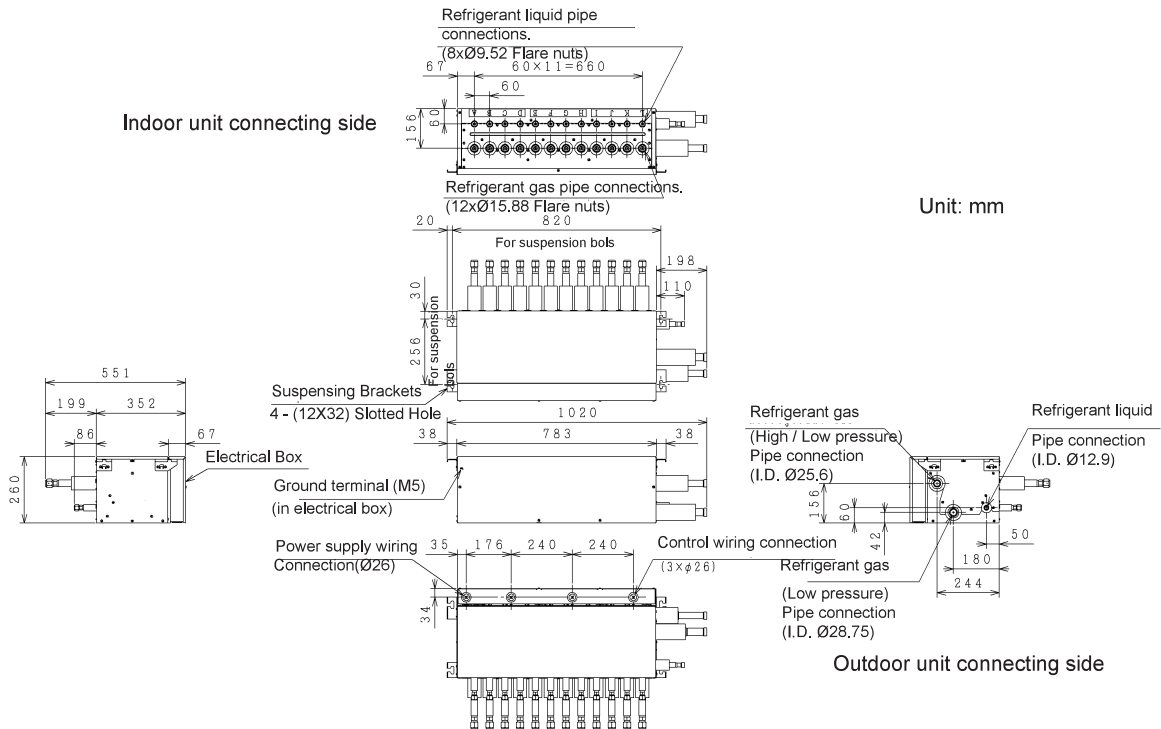 Refrigerant liquid pipe
connections.
(8xØ9.52 Flare nuts)
67
60×11=660
60
60
156
A B C D E F G H I J K L
Indoor unit connecting side
Refrigerant gas pipe connections.
(12xØ15.88 Flare nuts)
Unit: mm
20
820
For suspension bols
198
110
30
256
For suspension
bols
Suspensing Brackets
4 - (12X32) Slotted Hole
551
199
352
86
67
Electrical Box
260
1020
38
783
38
Ground terminal (M5)
(in electrical box)
Refrigerant gas
(High / Low pressure)
Pipe connection
(I.D. Ø25.6)
Refrigerant liquid
Pipe connection
(I.D. Ø12.9)
156
60
42
50
180
244
Refrigerant gas
(Low pressure)
Pipe connection
(I.D. Ø28.75)
Outdoor unit connecting side
Power supply wiring
Connection(Ø26)
35
176
240
240
Control wiring connection
(3×φ26)
34